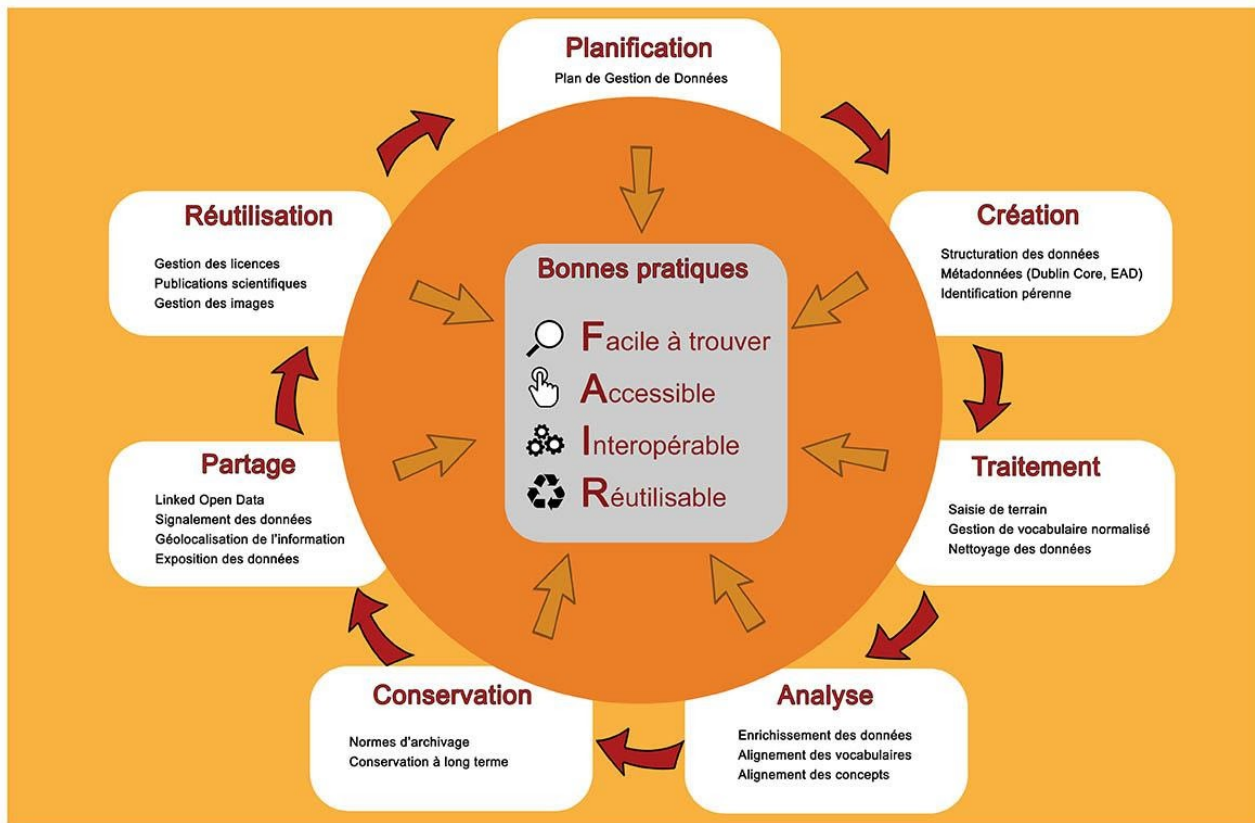 Planification
Plan de Gestion de Données
Création
Structuration des données
Métadonnées (Dublin Core, EAD)
Identification pérenne
Traitement
Saisie de terrain
Gestion de vocabulaire normalisé
Nettoyage des données
Analyse
Enrichissement des données
Alignement des vocabulaires
Alignement des concepts
Conservation
Normes d'archivage
Conservation à long terme
Partage
Linked Open Data
Signalement des données
Géolocalisation de l'information
Exposition des données
Réutilisation
Gestion des licences
Publications scientifiques
Gestion des images
Bonnes pratiques
Facile à trouver
Accessible
Interopérable
Réutilisable